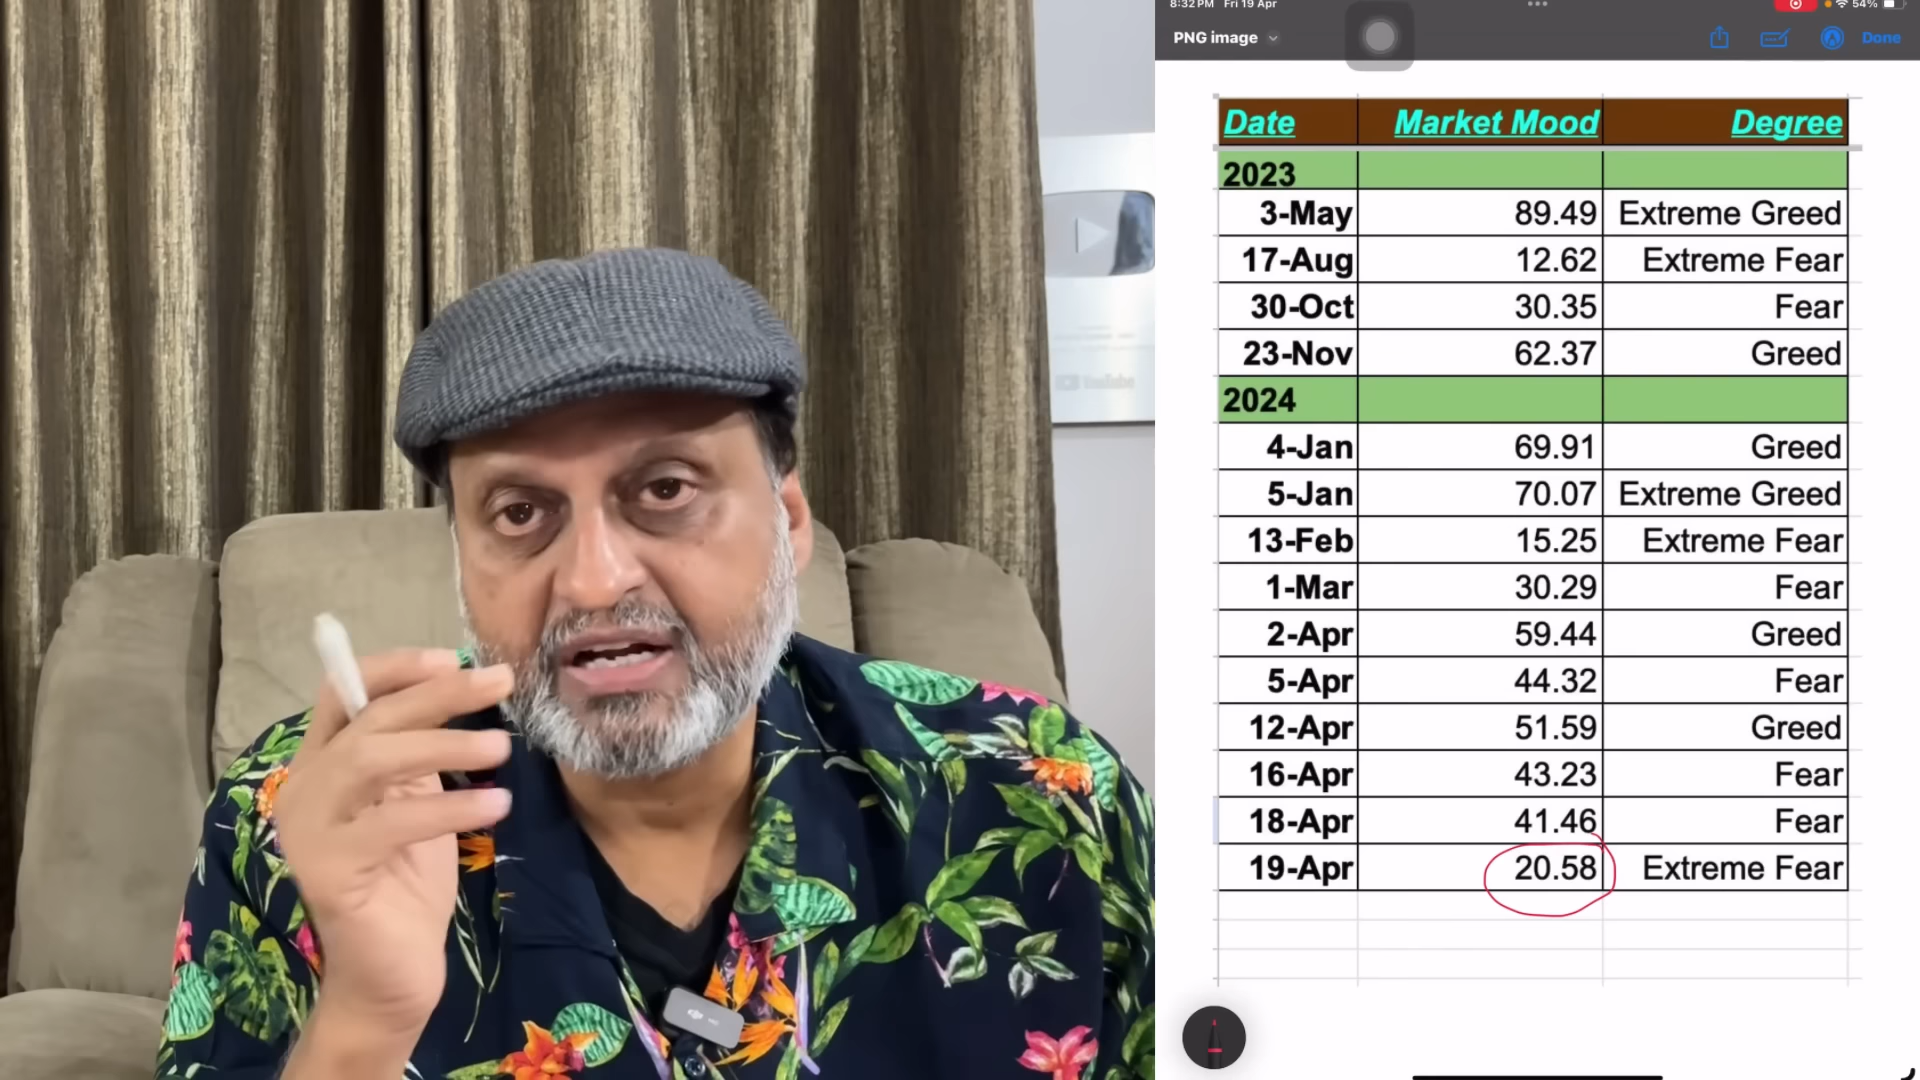 8:32 PM Fri 19 Apr
54%
PNG image
Done
Date Market Mood Degree
2023
3-May 89.49 Extreme Greed
17-Aug 12.62 Extreme Fear
30-Oct 30.35 Fear
23-Nov 62.37 Greed
2024
4-Jan 69.91 Greed
5-Jan 70.07 Extreme Greed
13-Feb 15.25 Extreme Fear
1-Mar 30.29 Fear
2-Apr 59.44 Greed
5-Apr 44.32 Fear
12-Apr 51.59 Greed
16-Apr 43.23 Fear
18-Apr 41.46 Fear
19-Apr 20.58 Extreme Fear
YouTube